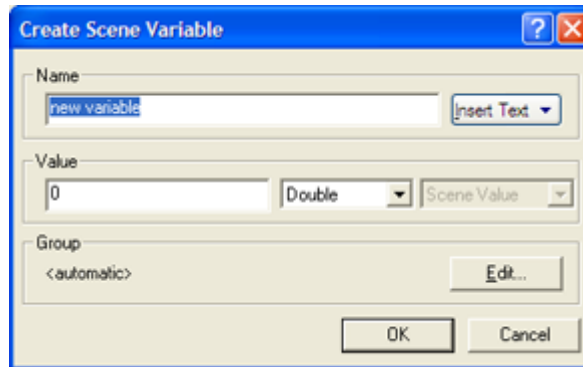 Create Scene Variable
Name
new variable
Insert Text
Value
0
Double
Scene Value
Group
<automatic>
Edit...
OK
Cancel